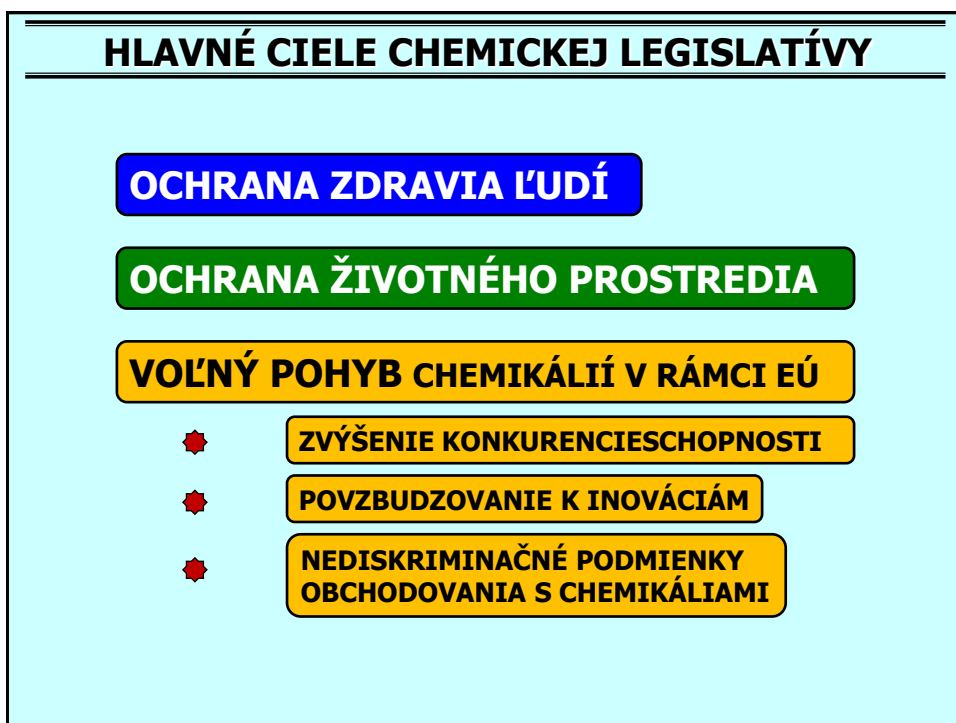 HLAVNÉ CIELE CHEMICKEJ LEGISLATÍVY
OCHRANA ZDRAVIA ĽUDÍ
OCHRANA ŽIVOTNÉHO PROSTREDIA
VOĽNÝ POHYB CHEMIKÁLIÍ V RÁMCI EÚ
ZVÝŠENIE KONKURENCIESCHOPNOSTI
POVZBUDZOVANIE K INOVÁCIÁM
NEDISKRIMINAČNÉ PODMIENKY
OBCHODOVANIA S CHEMIKÁLIAMI